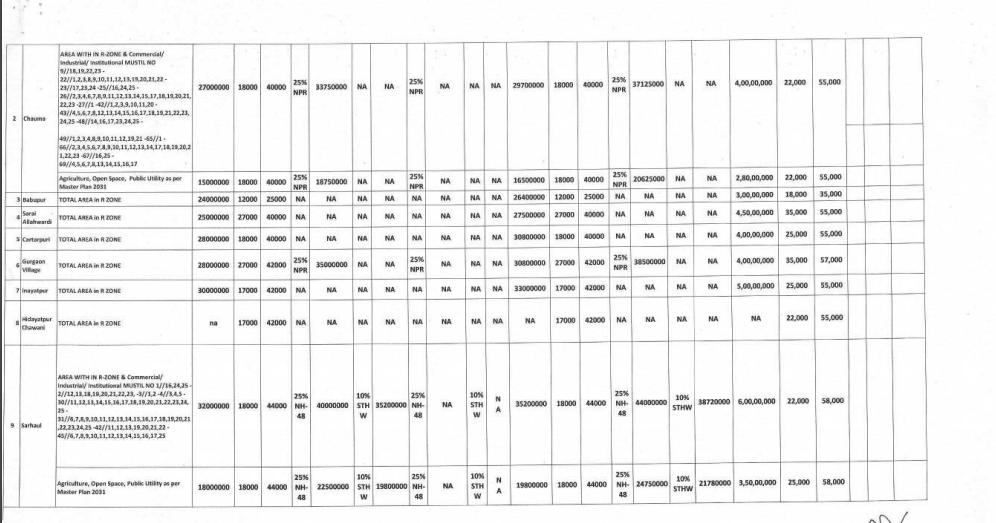 AREA WITH IN R-ZONE & Commercial/
Industrial/ Institutional MUSTIL NO
9//18,19,22,23 -
22//1,2,3,8,9,10,11,12,13,19,20,21,22 -
23//17,23,24 -25//16,24,25 -
26//2,3,4,6,7,8,9,11,12,13,14,15,17,18,19,20,21,
22,23 -27//1 -42//1,2,3,9,10,11,20 -
43//4,5,6,7,8,12,13,14,15,16,17,18,19,21,22,23,
24,25 -48//14,16,17,23,24,25 -
49//1,2,3,4,8,9,10,11,12,19,21 -65//1 -
66//2,3,4,5,6,7,8,9,10,11,12,13,14,17,18,19,20,2
1,22,23 -67//16,25 -
69//4,5,6,7,8,13,14,15,16,17
2 Chauma 27000000 18000 40000 25% NPR 33750000 NA NA 25% NPR NA NA NA 29700000 18000 40000 25% NPR 37125000 NA NA 4,00,00,000 22,000 55,000
Agriculture, Open Space, Public Utility as per
Master Plan 2031 15000000 18000 40000 25% NPR 18750000 NA NA 25% NPR NA NA NA 16500000 18000 40000 25% NPR 20625000 NA NA 2,80,00,000 22,000 55,000
3 Babupur TOTAL AREA in R ZONE 24000000 12000 25000 NA NA NA NA NA NA NA NA 26400000 12000 25000 NA NA NA NA 3,00,00,000 18,000 35,000
4 Sarai Allahwardi TOTAL AREA in R ZONE 25000000 27000 40000 NA NA NA NA NA NA NA NA 27500000 27000 40000 NA NA NA NA 4,50,00,000 35,000 55,000
5 Cartarpuri TOTAL AREA in R ZONE 28000000 18000 40000 NA NA NA NA NA NA NA NA 30800000 18000 40000 NA NA NA NA 4,00,00,000 25,000 55,000
6 Gurgaon Village TOTAL AREA in R ZONE 28000000 27000 42000 25% NPR 35000000 NA NA 25% NPR NA NA NA 30800000 27000 42000 25% NPR 38500000 NA NA 4,00,00,000 35,000 57,000
7 Inayatpur TOTAL AREA in R ZONE 30000000 17000 42000 NA NA NA NA NA NA NA NA 33000000 17000 42000 NA NA NA NA 5,00,00,000 25,000 55,000
8 Hidayatpur Chawani TOTAL AREA in R ZONE na 17000 42000 NA NA NA NA NA NA NA NA NA 17000 42000 NA NA NA NA NA 22,000 55,000
AREA WITH IN R-ZONE & Commercial/
Industrial/ Institutional MUSTIL NO 1//16,24,25 -
2//12,13,18,19,20,21,22,23, -3//1,2 -4//3,4,5 -
30//11,12,13,14,15,16,17,18,19,20,21,22,23,24,
25 -
31//6,7,8,9,10,11,12,13,14,15,16,17,18,19,20,21
,22,23,24,25 -42//11,12,13,19,20,21,22 -
45//6,7,8,9,10,11,12,13,14,15,16,17,25
9 Sarhaul 32000000 18000 44000 25% NH-48 40000000 10% STH W 35200000 25% NH-48 NA 10% STH W N A 35200000 18000 44000 25% NH-48 44000000 10% STHW 38720000 6,00,00,000 22,000 58,000
Agriculture, Open Space, Public Utility as per
Master Plan 2031 18000000 18000 44000 25% NH-48 22500000 10% STH W 19800000 25% NH-48 NA 10% STH W N A 19800000 18000 44000 25% NH-48 24750000 10% STHW 21780000 3,50,00,000 25,000 58,000